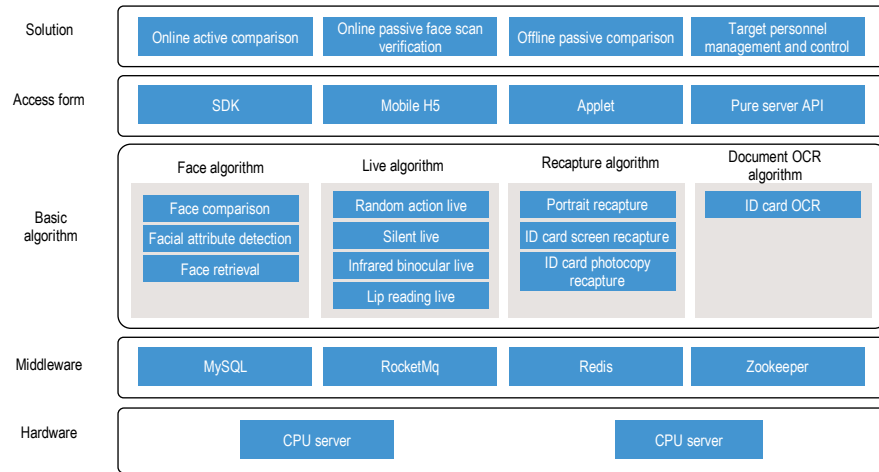 Solution
Online active comparison
Online passive face scan
verification
Offline passive comparison
Target personnel
management and control
Access form
SDK
Mobile H5
Applet
Pure server API
Basic
algorithm
Face algorithm
Face comparison
Facial attribute detection
Face retrieval
Live algorithm
Random action live
Silent live
Infrared binocular live
Lip reading live
Recapture algorithm
Portrait recapture
ID card screen recapture
ID card photocopy
recapture
Document OCR
algorithm
ID card OCR
Middleware
MySQL
RocketMq
Redis
Zookeeper
Hardware
CPU server
CPU server